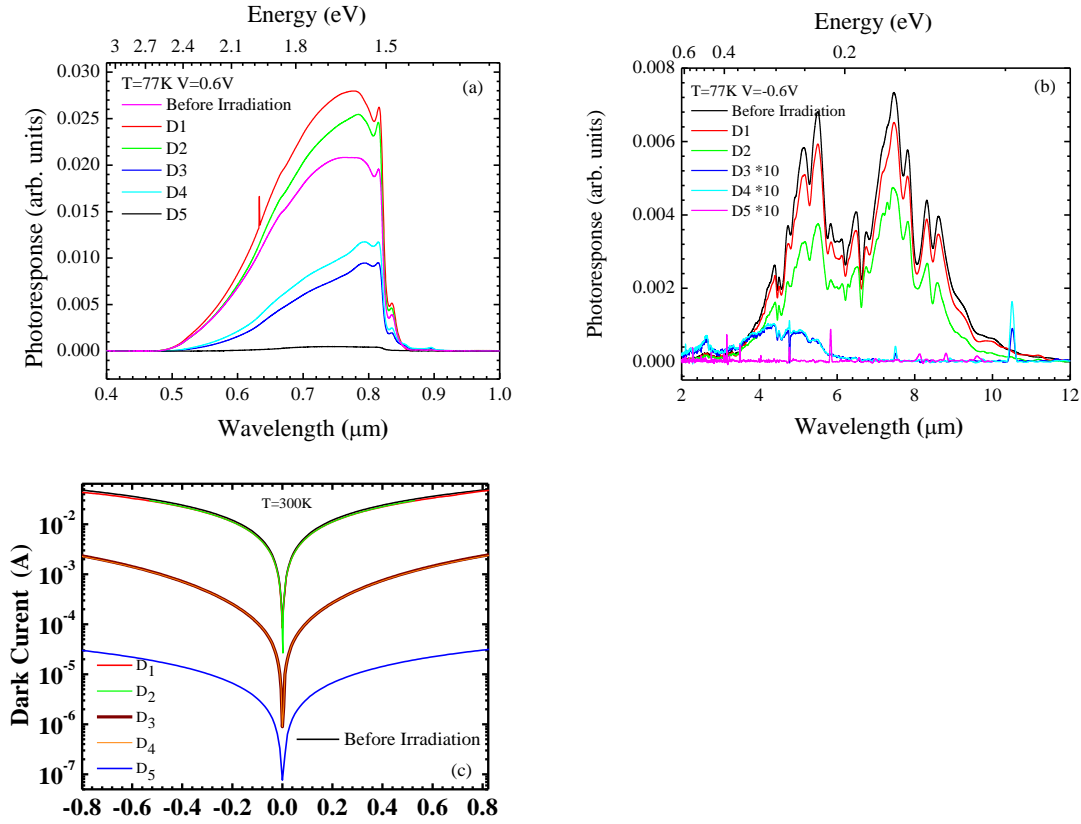 Energy (eV)
3 2.7 2.4 2.1 1.8 1.5
0.030
0.025
0.020
0.015
0.010
0.005
0.000
Photoresponse (arb. units)
T=77K V=0.6V
(a)
Before Irradiation
D1
D2
D3
D4
D5
0.4 0.5 0.6 0.7 0.8 0.9 1.0
Wavelength (μm)
Energy (eV)
0.6 0.4 0.2
0.008
0.006
0.004
0.002
0.000
Photoresponse (arb. units)
T=77K V=-0.6V
(b)
Before Irradiation
D1
D2
D3 *10
D4 *10
D5 *10
2 4 6 8 10 12
Wavelength (μm)
T=300K
10-2
10-3
10-4
10-5
10-6
10-7
Dark Curent (A)
D1
D2
D3
D4
D5
Before Irradiation
(c)
-0.8 -0.6 -0.4 -0.2 0.0 0.2 0.4 0.6 0.8